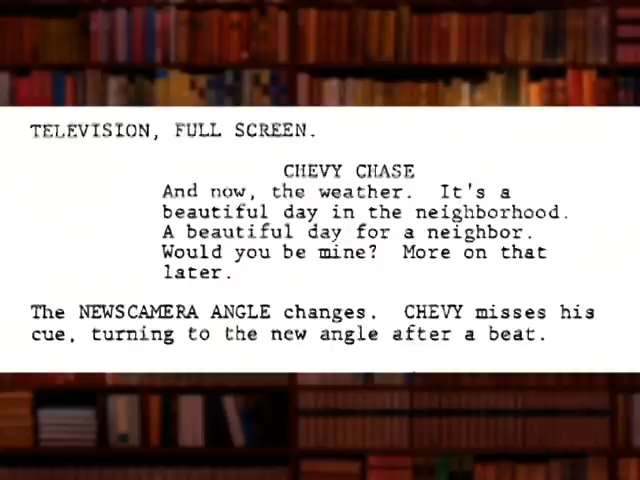 TELEVISION, FULL SCREEN.
CHEVY CHASE
And now, the weather. It's a
beautiful day in the neighborhood.
A beautiful day for a neighbor.
Would you be mine? More on that
later.
The NEWSCAMERA ANGLE changes. CHEVY misses his
cue, turning to the new angle after a beat.